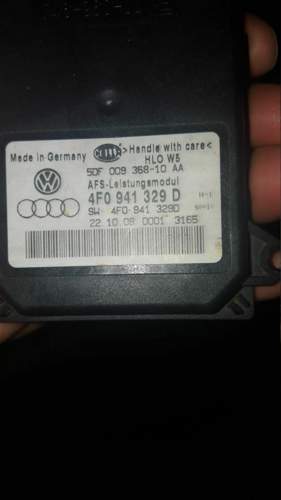 Made in Germany HELLA >Handle with care<
HLO W5
5DF 009 368-10 AA
AFS-Leistungsmodul
4F0 941 329 D
SW 4F0 941 329D
22.10.08 0001 3165